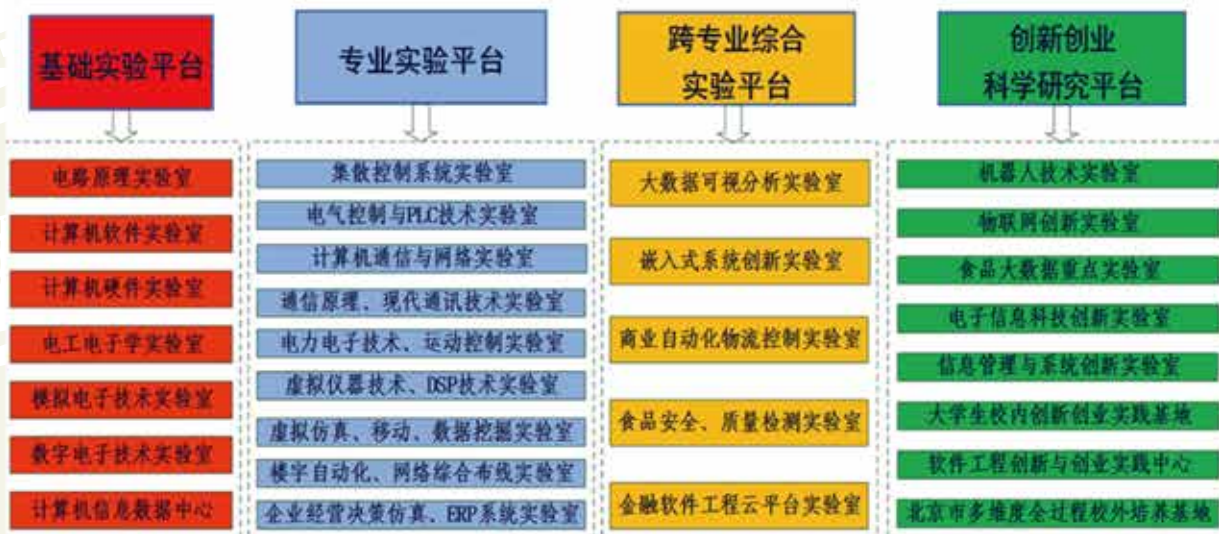 基础实验平台
电路原理实验室
计算机软件实验室
计算机硬件实验室
电工电子学实验室
模拟电子技术实验室
数字电子技术实验室
计算机信息数据中心
专业实验平台
集散控制系统实验室
电气控制与PLC技术实验室
计算机通信与网络实验室
通信原理、现代通讯技术实验室
电力电子技术、运动控制实验室
虚拟仪器技术、DSP技术实验室
虚拟仿真、移动、数据挖掘实验室
楼宇自动化、网络综合布线实验室
企业经营决策仿真、ERP系统实验室
跨专业综合
实验平台
大数据可视分析实验室
嵌入式系统创新实验室
商业自动化物流控制实验室
食品安全、质量检测实验室
金融软件工程云平台实验室
创新创业
科学研究平台
机器人技术实验室
物联网创新实验室
食品大数据重点实验室
电子信息科技创新实验室
信息管理与系统创新实验室
大学生校内创新创业实践基地
软件工程创新与创业实践中心
北京市多维度全过程校外培养基地